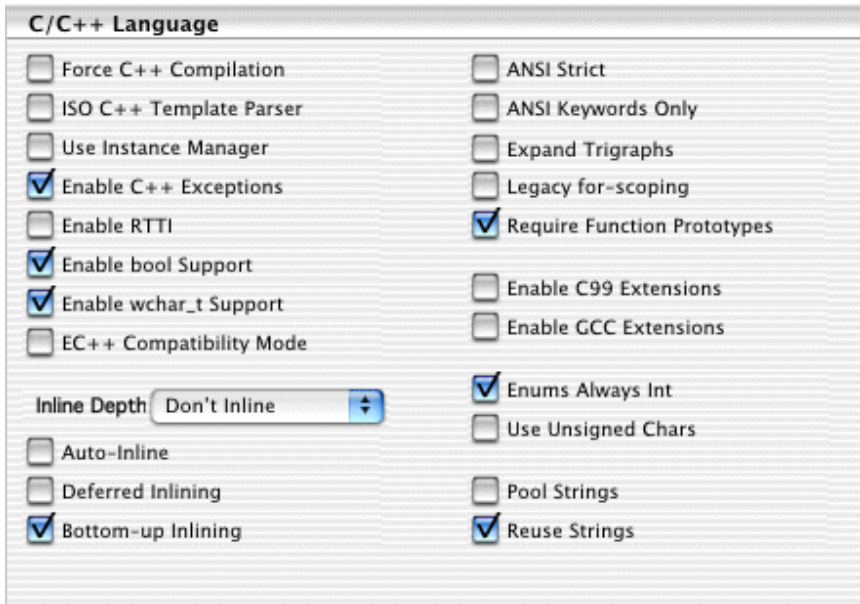 C/C++ Language
Force C++ Compilation
ISO C++ Template Parser
Use Instance Manager
Enable C++ Exceptions
Enable RTTI
Enable bool Support
Enable wchar_t Support
EC++ Compatibility Mode
Inline Depth Don't Inline
Auto-Inline
Deferred Inlining
Bottom-up Inlining
ANSI Strict
ANSI Keywords Only
Expand Trigraphs
Legacy for-scoping
Require Function Prototypes
Enable C99 Extensions
Enable GCC Extensions
Enums Always Int
Use Unsigned Chars
Pool Strings
Reuse Strings